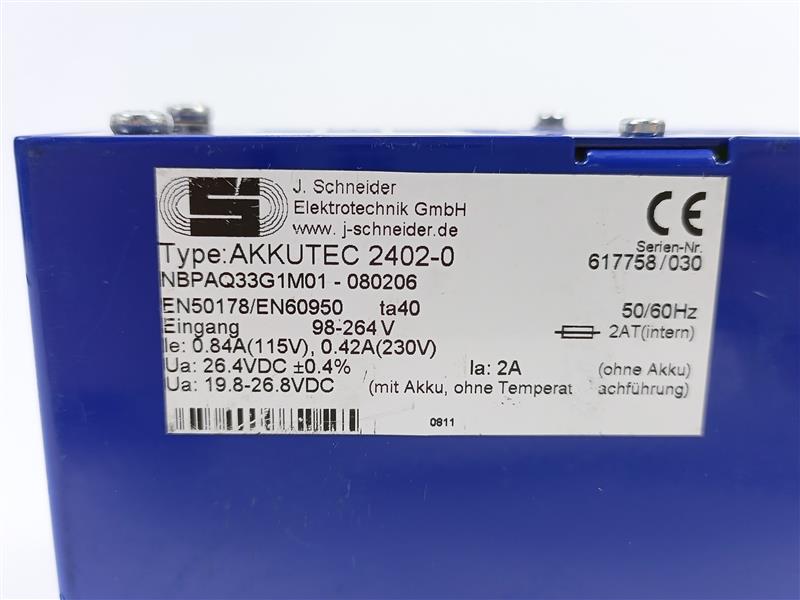 S
J. Schneider
Elektrotechnik GmbH
www. j-schneider.de
CE
Type:AKKUTEC 2402-0
Serien-Nr.
617758/030
NBPAQ33G1M01 - 080206
EN50178/EN60950 ta40 50/60Hz
Eingang 98-264V 2AT(intern)
Ie: 0.84A(115V), 0.42A(230V)
Ua: 26.4VDC ±0.4% Ia: 2A (ohne Akku)
Ua: 19.8-26.8VDC (mit Akku, ohne Temperat achführung)
0811